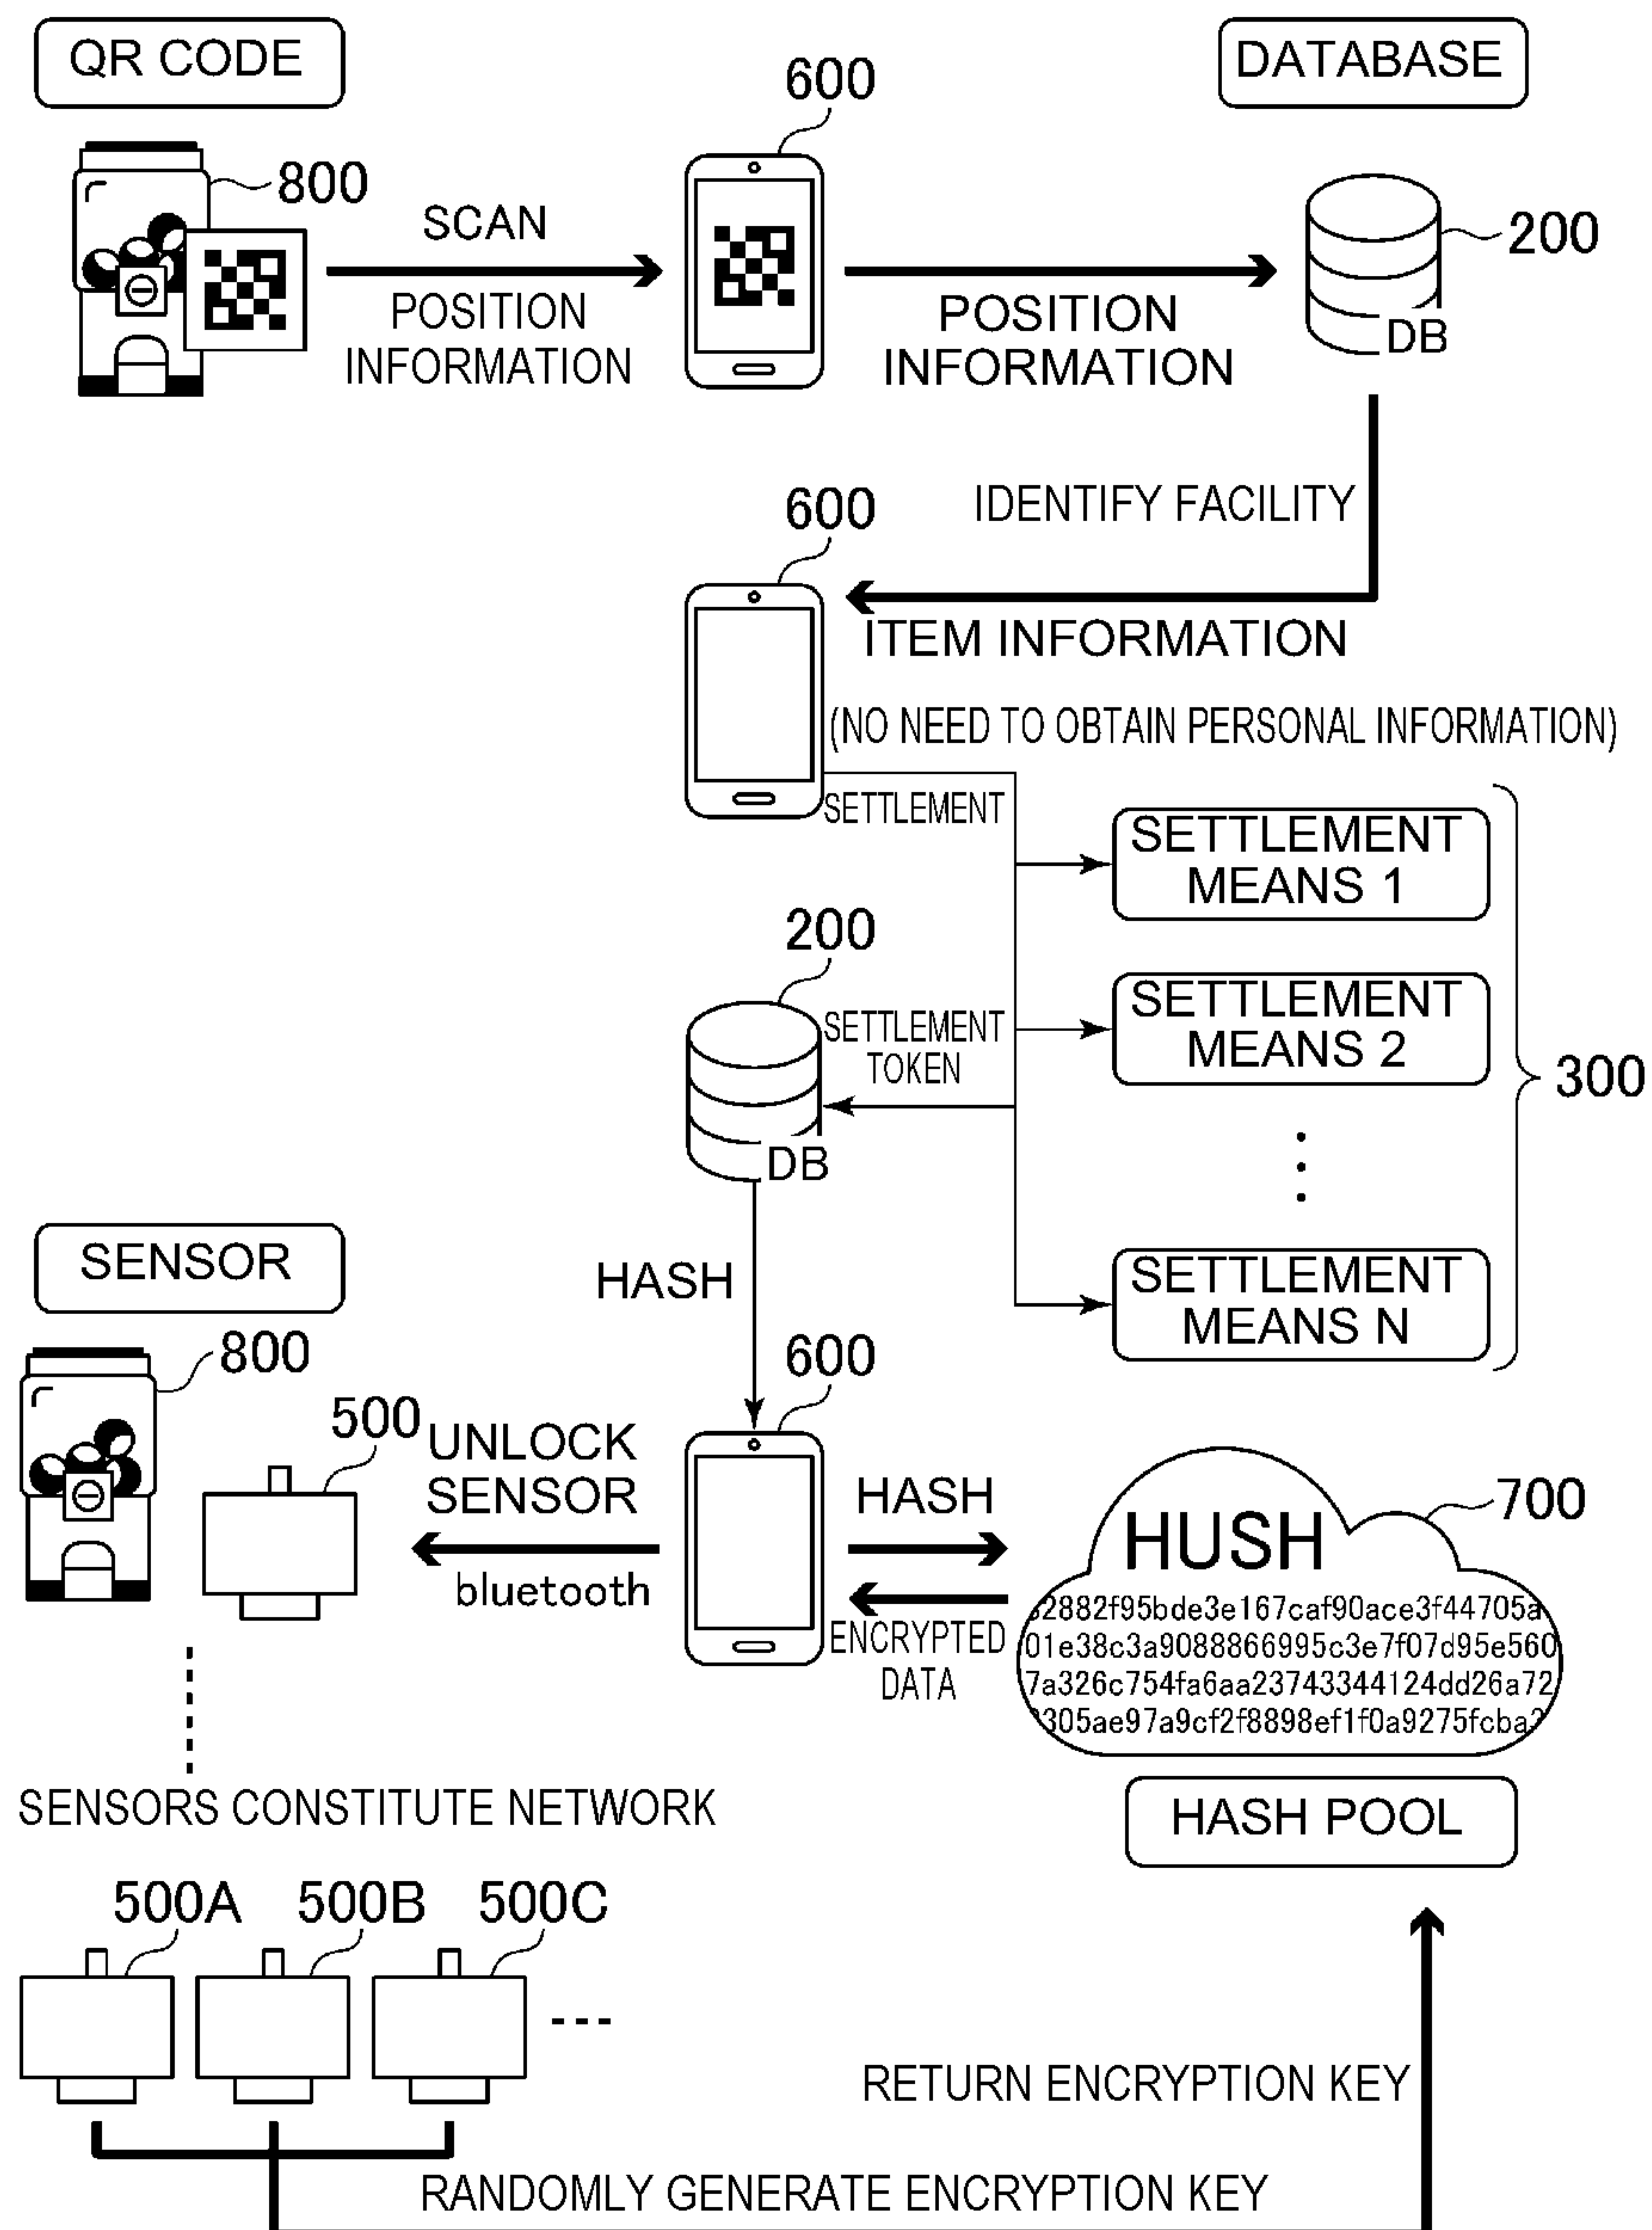 QR CODE
DATABASE
600
800
SCAN
POSITION
INFORMATION
POSITION
INFORMATION
200
DB
IDENTIFY FACILITY
600
ITEM INFORMATION
(NO NEED TO OBTAIN PERSONAL INFORMATION)
SETTLEMENT
SETTLEMENT
MEANS 1
200
SETTLEMENT
TOKEN
SETTLEMENT
MEANS 2
300
DB
SENSOR
HASH
SETTLEMENT
MEANS N
800
600
500
UNLOCK
SENSOR
bluetooth
HASH
ENCRYPTED
DATA
700
HUSH
2882f95bde3e167caf90ace3f44705a
01e38c3a9088866995c3e7f07d95e560
7a326c754fa6aa23743344124dd26a72
305ae97a9cf2f8898ef1f0a9275fcba
HASH POOL
SENSORS CONSTITUTE NETWORK
500A
500B
500C
RETURN ENCRYPTION KEY
RANDOMLY GENERATE ENCRYPTION KEY